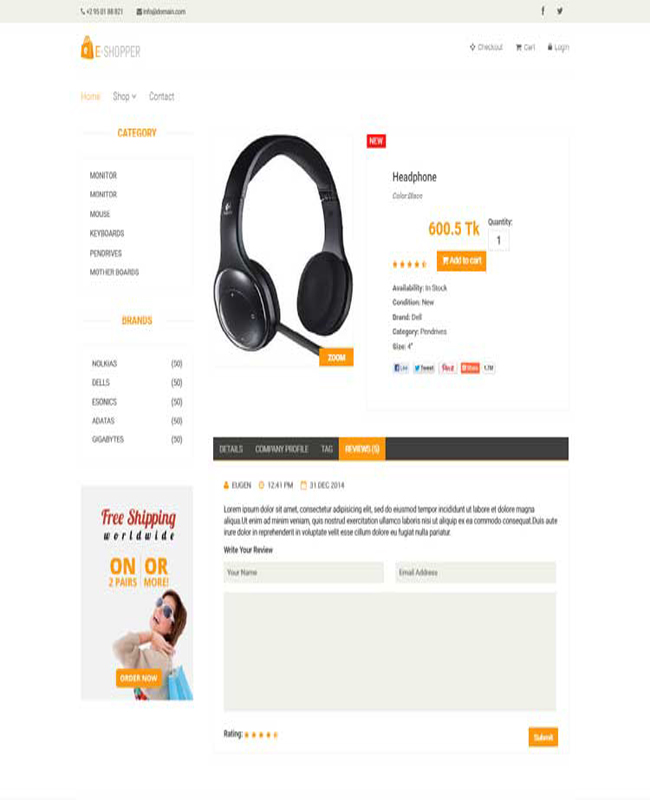 +2 95 01 88 821
info@domain.com
E-SHOPPER
Checkout
Cart
Login
Home
Shop
Contact
CATEGORY
MONITOR
MONITOR
MOUSE
KEYBOARDS
PENDRIVES
MOTHER BOARDS
BRANDS
NOLKIAS (50)
DELLS (50)
ESONICS (50)
ADATAS (50)
GIGABYTES (50)
Free Shipping
worldwide
ON OR
2 PAIRS MORE!
ORDER NOW
ZOOM
NEW
Headphone
600.5 Tk
Quantity:
1
Add to cart
Availability: In Stock
Condition: New
Brand: Dell
Category: Pendrives
Size: 4"
Like
Tweet
Pin it
Share
1.7M
DETAILS COMPANY PROFILE TAG REVIEWS (5)
EUGEN 12:41 PM 31 DEC 2014
Lorem ipsum dolor sit amet, consectetur adipisicing elit, sed do eiusmod tempor incididunt ut labore et dolore magna
aliqua.Ut enim ad minim veniam, quis nostrud exercitation ullamco laboris nisi ut aliquip ex ea commodo consequat.Duis aute
irure dolor in reprehenderit in voluptate velit esse cillum dolore eu fugiat nulla pariatur.
Write Your Review
Your Name
Email Address
Rating:
Submit